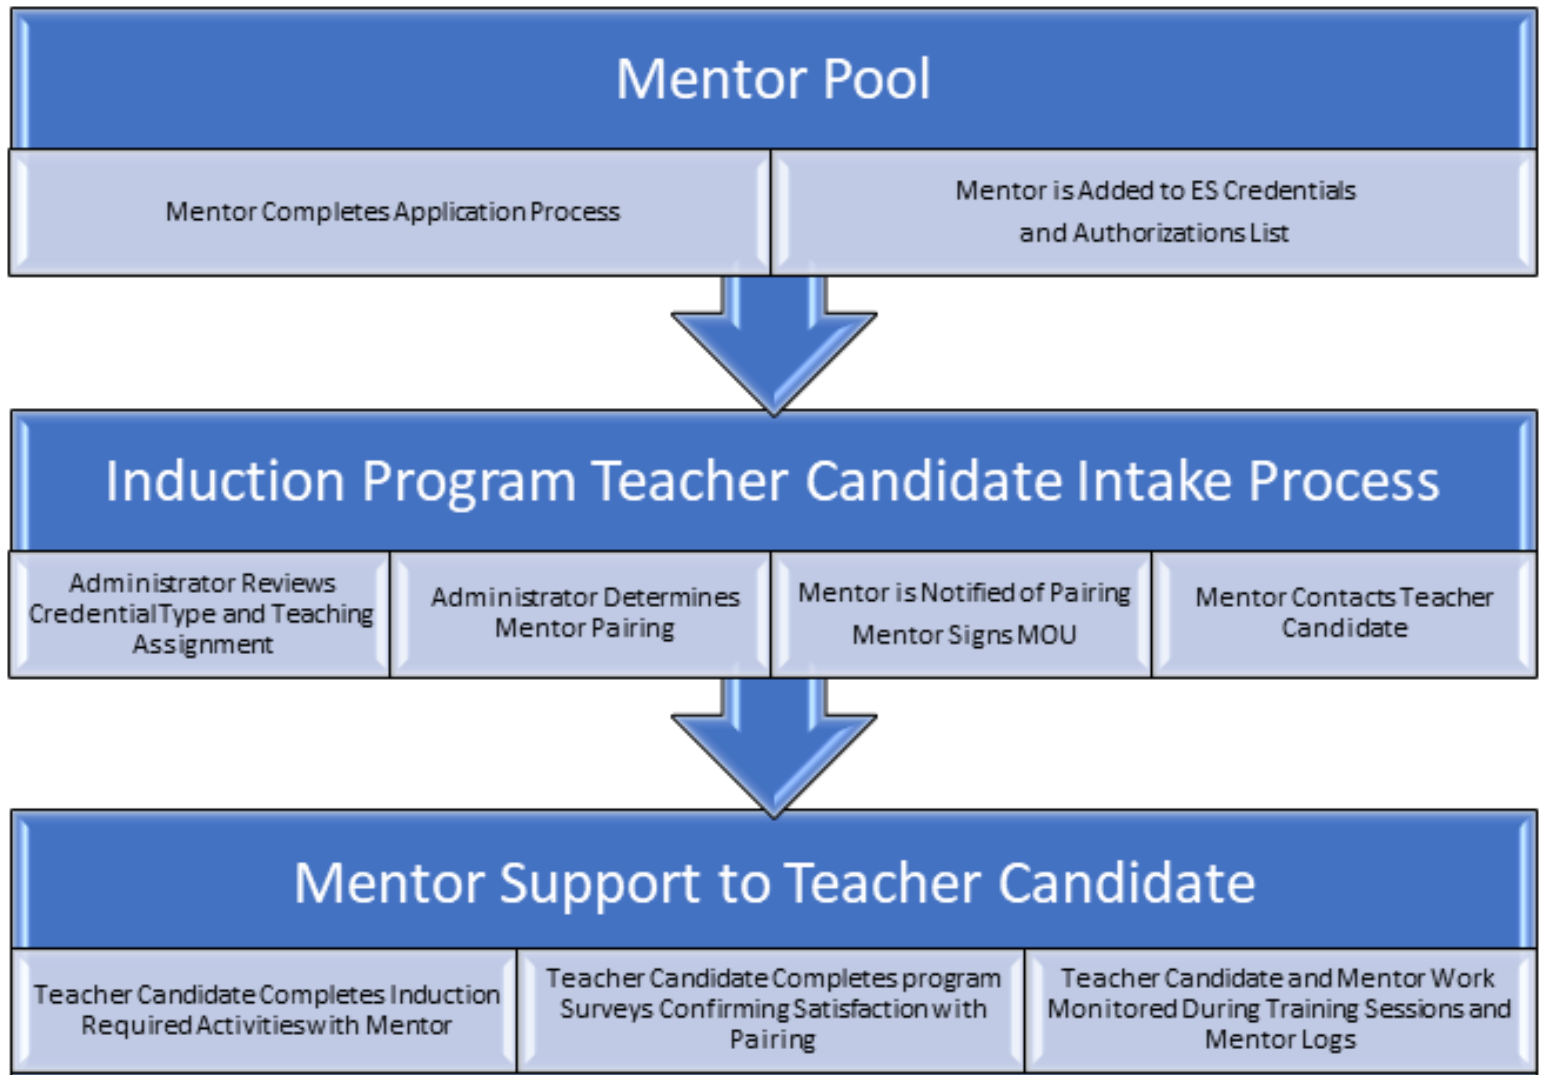 Mentor Pool
Mentor Completes Application Process
Mentor is Added to ES Credentials
and Authorizations List
Induction Program Teacher Candidate Intake Process
Administrator Reviews
Credential Type and Teaching
Assignment
Administrator Determines
Mentor Pairing
Mentor is Notified of Pairing
Mentor Signs MOU
Mentor Contacts Teacher
Candidate
Mentor Support to Teacher Candidate
Teacher Candidate Completes Induction
Required Activities with Mentor
Teacher Candidate Completes program
Surveys Confirming Satisfaction with
Pairing
Teacher Candidate and Mentor Work
Monitored During Training Sessions and
Mentor Logs